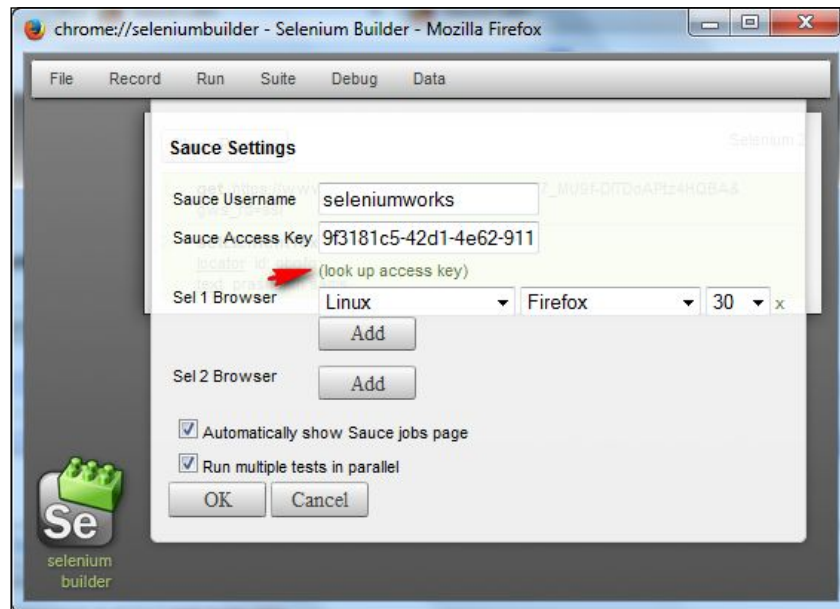 chrome://seleniumbuilder - Selenium Builder - Mozilla Firefox
File Record Run Suite Debug Data
Sauce Settings
Selenium 2
Sauce Username seleniumworks
Sauce Access Key 9f3181c5-42d1-4e62-911
(look up access key)
Sel 1 Browser Linux Firefox 30 x
Add
Sel 2 Browser Add
Automatically show Sauce jobs page
Run multiple tests in parallel
OK Cancel
Se
selenium
builder